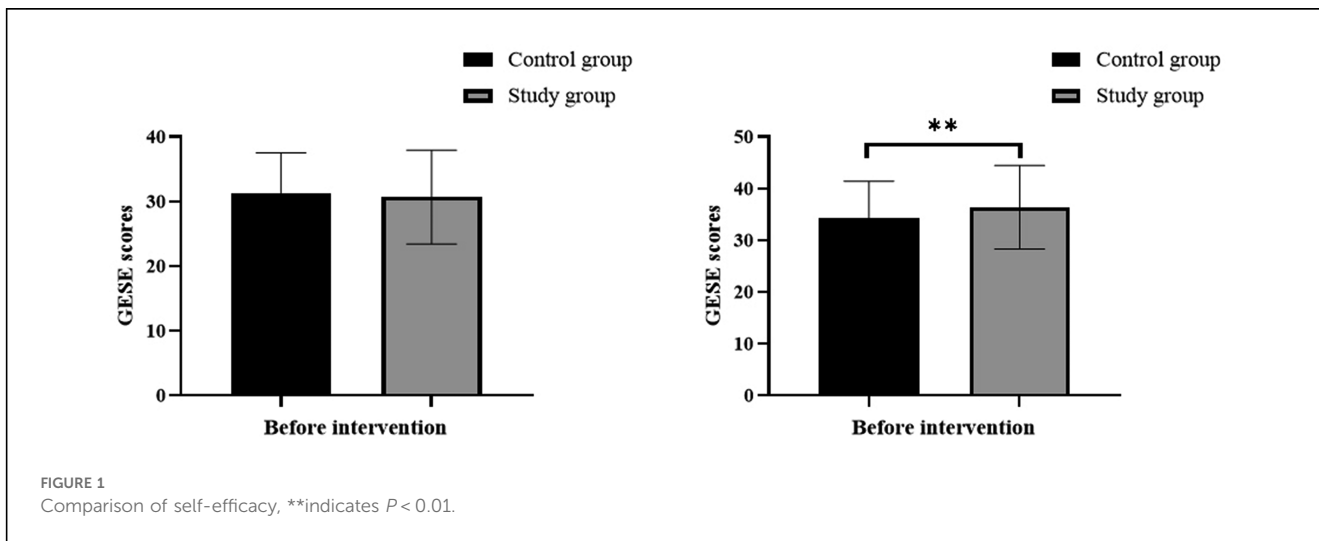 Control group
Study group
GESE scores
40
30
20
10
0
Before intervention
Control group
Study group
**
GESE scores
50
40
30
20
10
0
Before intervention
FIGURE 1
Comparison of self-efficacy, **indicates P < 0.01.